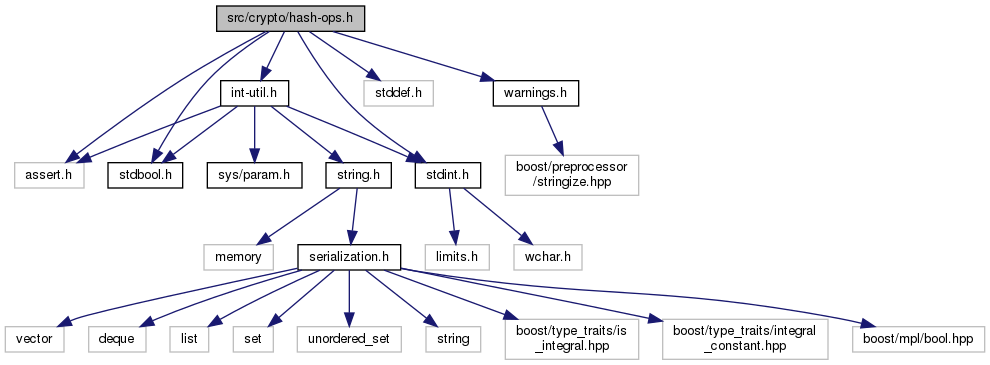 src/crypto/hash-ops.h
int-util.h
stddef.h
warnings.h
assert.h
stdbool.h
sys/param.h
string.h
stdint.h
boost/preprocessor
/stringize.hpp
memory
serialization.h
limits.h
wchar.h
vector
deque
list
set
unordered_set
string
boost/type_traits/is
_integral.hpp
boost/type_traits/integral
_constant.hpp
boost/mpl/bool.hpp